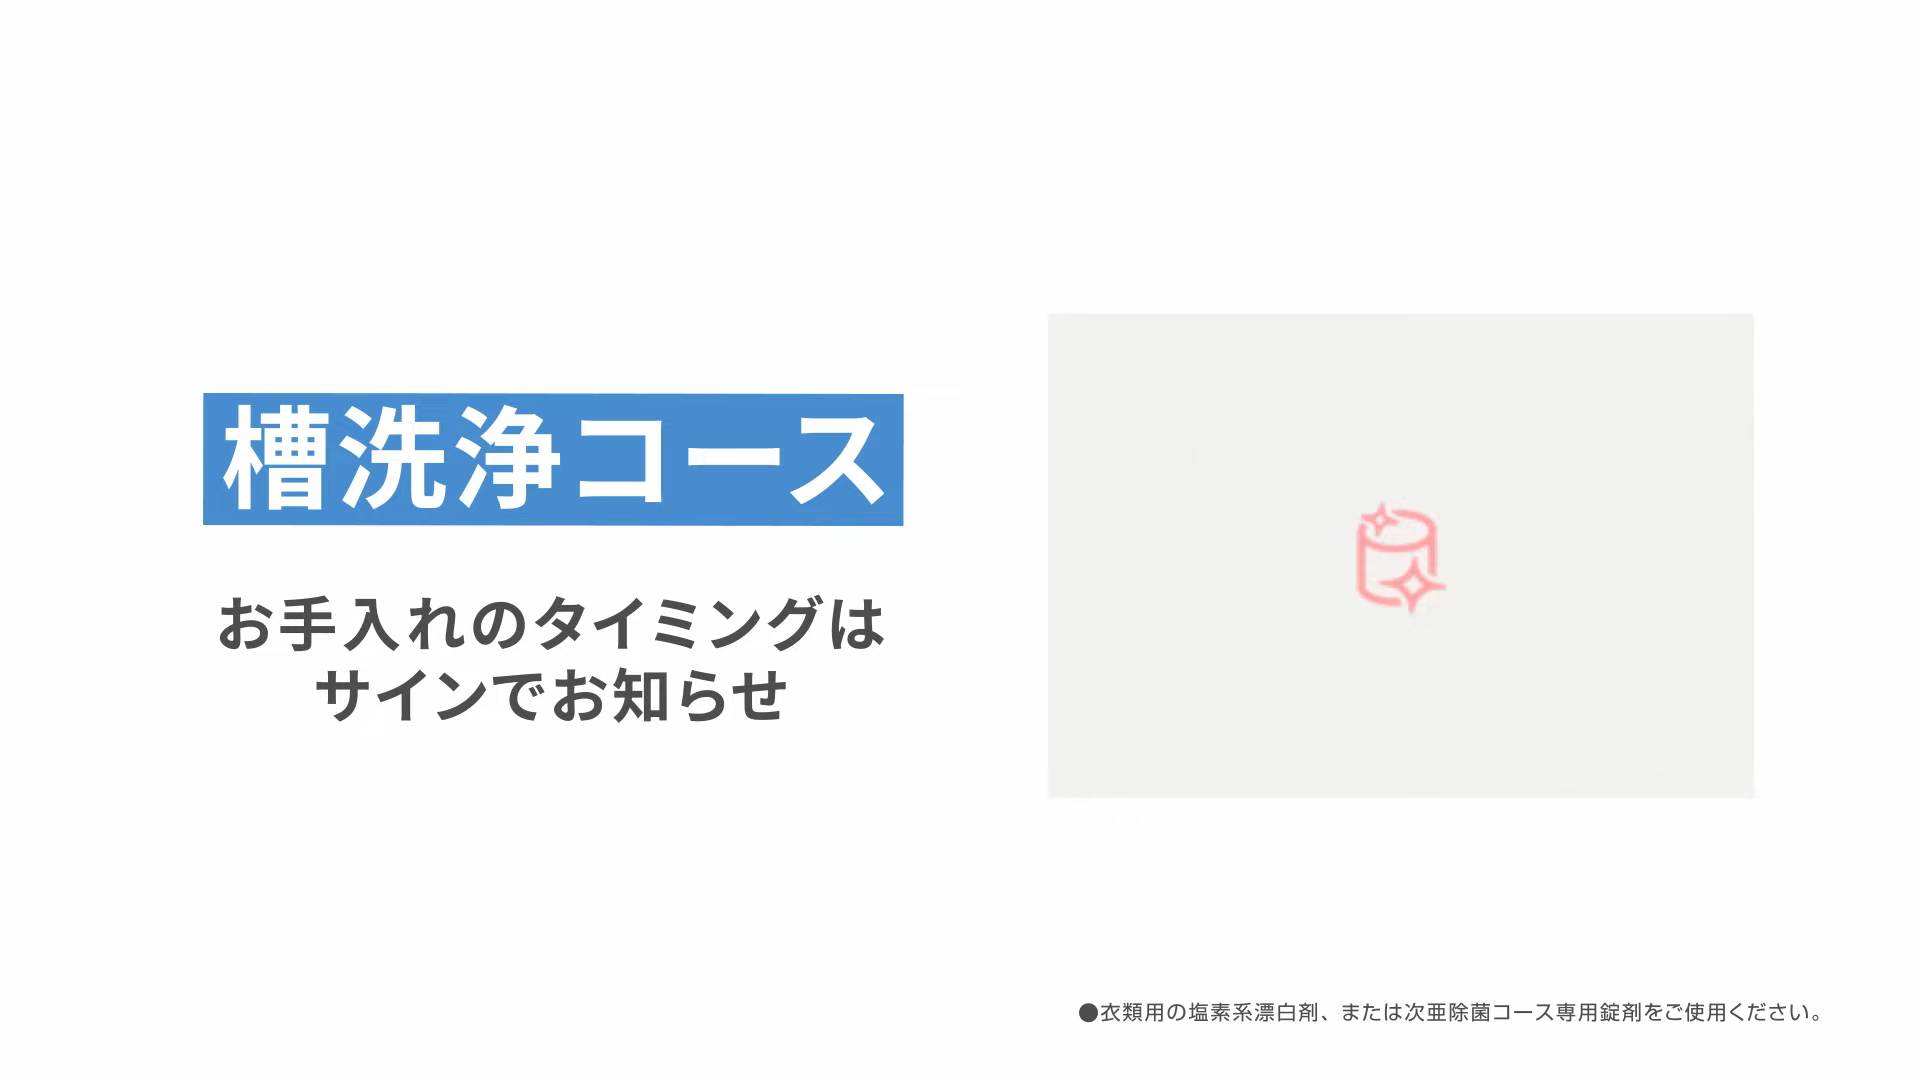 槽洗浄コース
お手入れのタイミングは
サインでお知らせ
●衣類用の塩素系漂白剤、または次亜除菌コース専用錠剤をご使用ください。